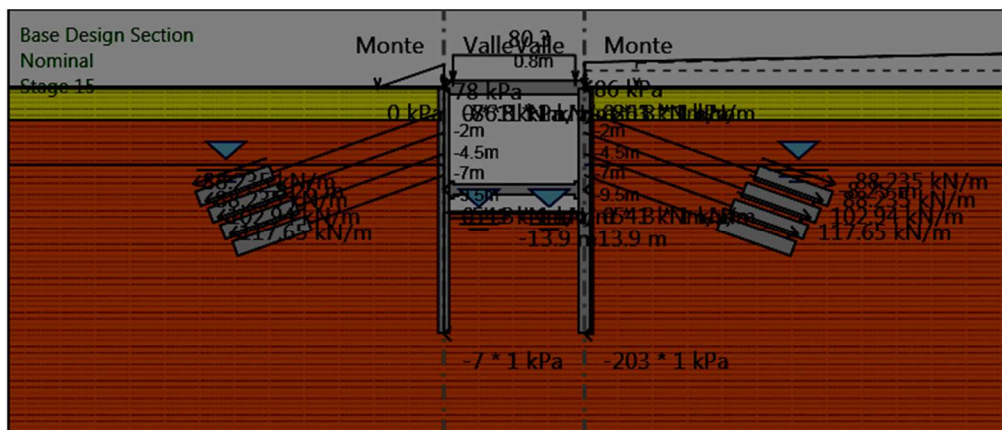 Base Design Section
Nominal
Stage 15
Monte
Valle
Valle
Monte
80.3
0.8m
78 kPa
86 kPa
0 kPa
-2m
-4.5m
-7m
-9.5m
-2m
-4.5m
-7m
-9.5m
88.235 kN/m
88.235 kN/m
102.94 kN/m
117.65 kN/m
88.235 kN/m
88.235 kN/m
102.94 kN/m
117.65 kN/m
-13.9 m
-13.9 m
-7 * 1 kPa
-203 * 1 kPa